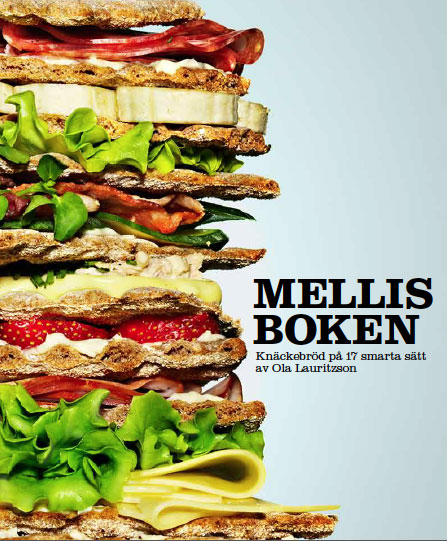 MELLIS
BOKEN
Knäckebröd på 17 smarta sätt
av Ola Lauritzson